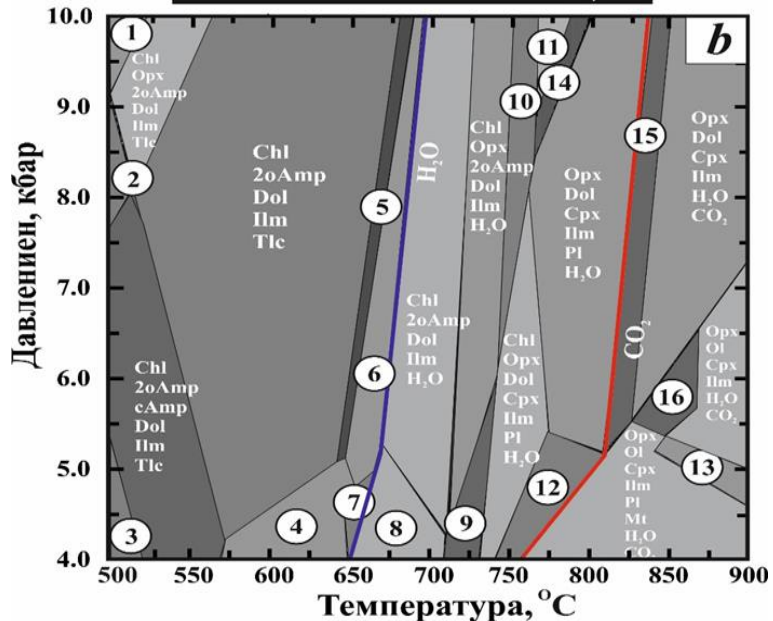 b
10.0
9.0
8.0
7.0
6.0
5.0
4.0
Давлениен, кбар
1
Chl
Opx
2oAmp
Dol
Ilm
Tlc
2
Chl
2oAmp
Dol
Ilm
Tlc
Chl
2oAmp
cAmp
Dol
Ilm
Tlc
3
4
5
6
7
8
H₂O
Chl
2oAmp
Dol
Ilm
H₂O
Chl
Opx
2oAmp
Dol
Ilm
H₂O
9
10
11
14
Chl
Opx
Dol
Cpx
Ilm
Pl
H₂O
12
Opx
Dol
Cpx
Ilm
Pl
H₂O
15
CO₂
Opx
Dol
Cpx
Ilm
H₂O
CO₂
Opx
Ol
Cpx
Ilm
H₂O
CO₂
16
13
Opx
Ol
Cpx
Ilm
Pl
Mt
H₂O
CO₂
500 550 600 650 700 750 800 850 900
Температура, °C